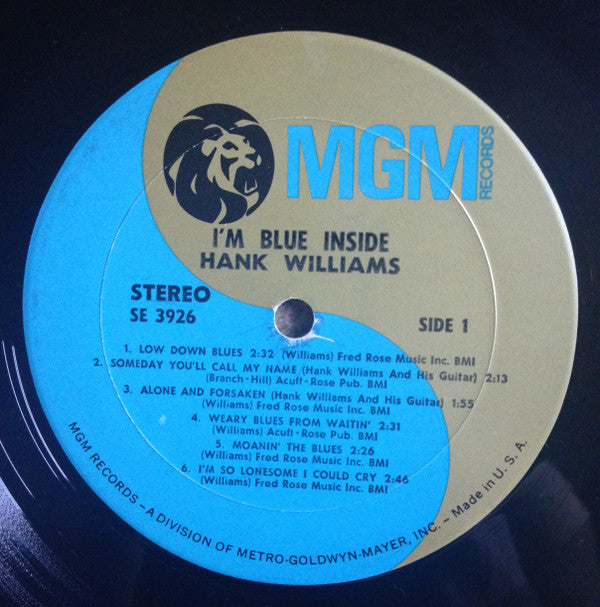 MGM
RECORDS
I'M BLUE INSIDE
HANK WILLIAMS
STEREO
SE 3926
SIDE 1
1. LOW DOWN BLUES 2:32 (Williams) Fred Rose Music Inc. BMI
2. SOMEDAY YOU'LL CALL MY NAME (Hank Williams And His Guitar) 2:13
(Branch-Hill) Acuff-Rose Pub. BMI
3. ALONE AND FORSAKEN (Hank Williams And His Guitar) 1:55
(Williams) Fred Rose Music Inc. BMI
4. WEARY BLUES FROM WAITIN' 2:31
(Williams) Acuff-Rose Pub. BMI
5. MOANIN' THE BLUES 2:26
(Williams) Fred Rose Music Inc. BMI
6. I'M SO LONESOME I COULD CRY 2:46
(Williams) Fred Rose Music Inc. BMI
MGM RECORDS – A DIVISION OF METRO-GOLDWYN-MAYER, INC. – Made in U. S. A.